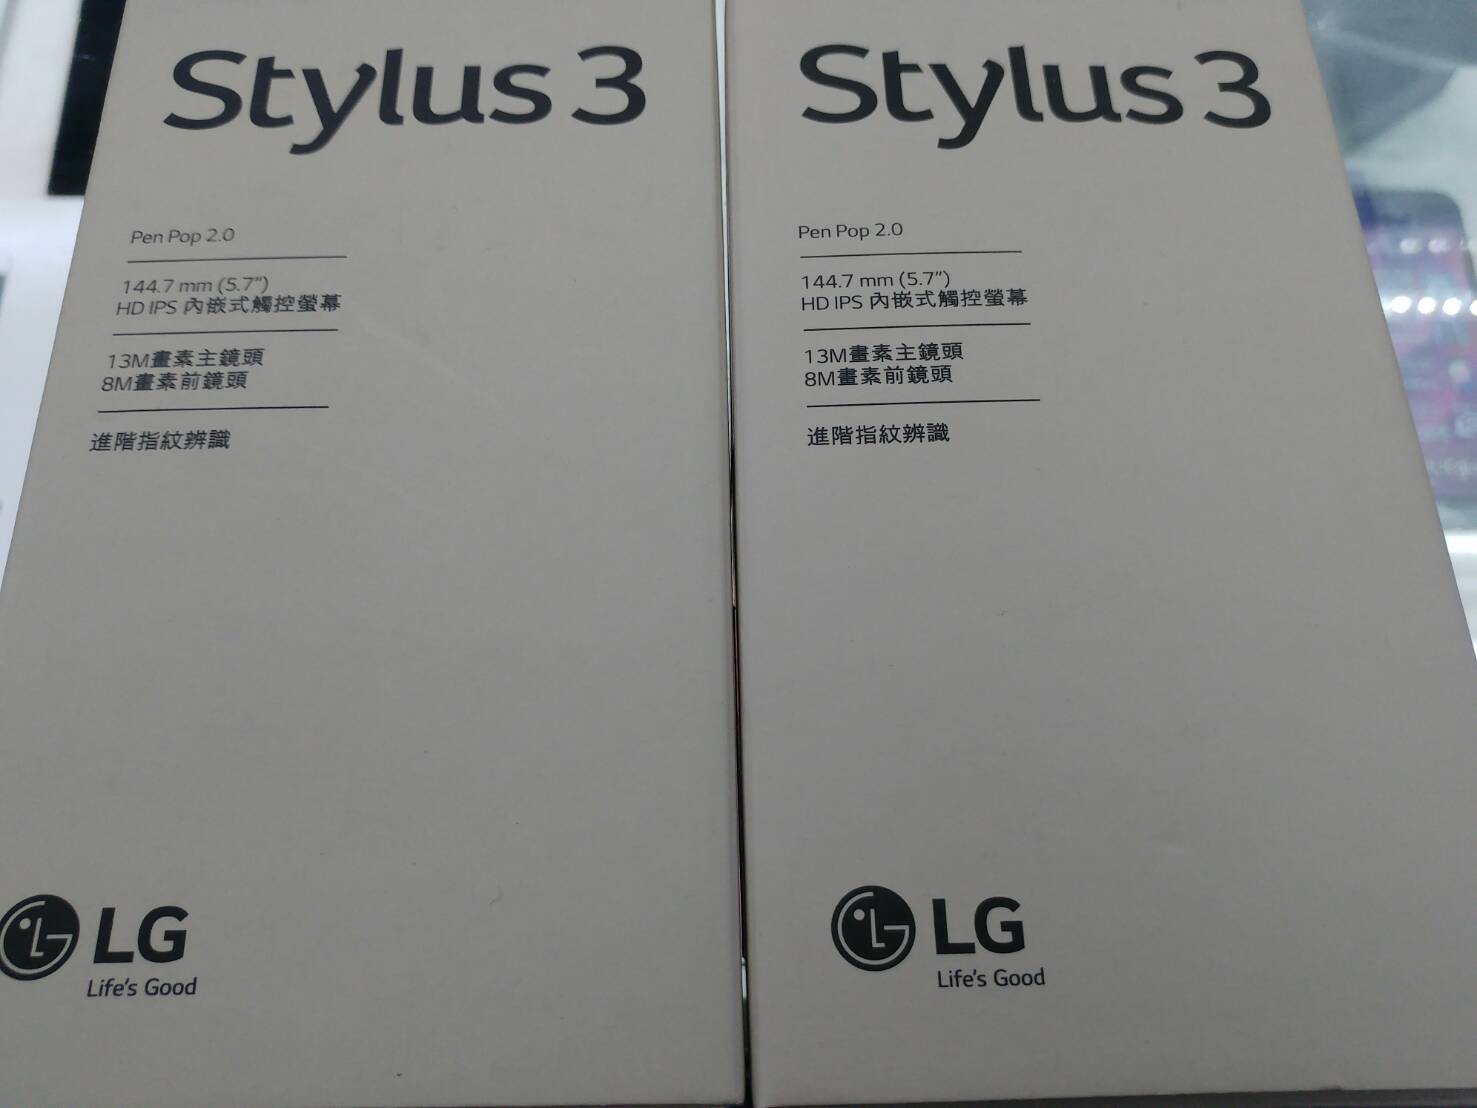 Stylus 3
Pen Pop 2.0
144.7 mm (5.7")
HD IPS 內嵌式觸控螢幕
13M畫素主鏡頭
8M畫素前鏡頭
進階指紋辨識
LG
Life's Good
Stylus 3
Pen Pop 2.0
144.7 mm (5.7")
HD IPS 內嵌式觸控螢幕
13M畫素主鏡頭
8M畫素前鏡頭
進階指紋辨識
LG
Life's Good